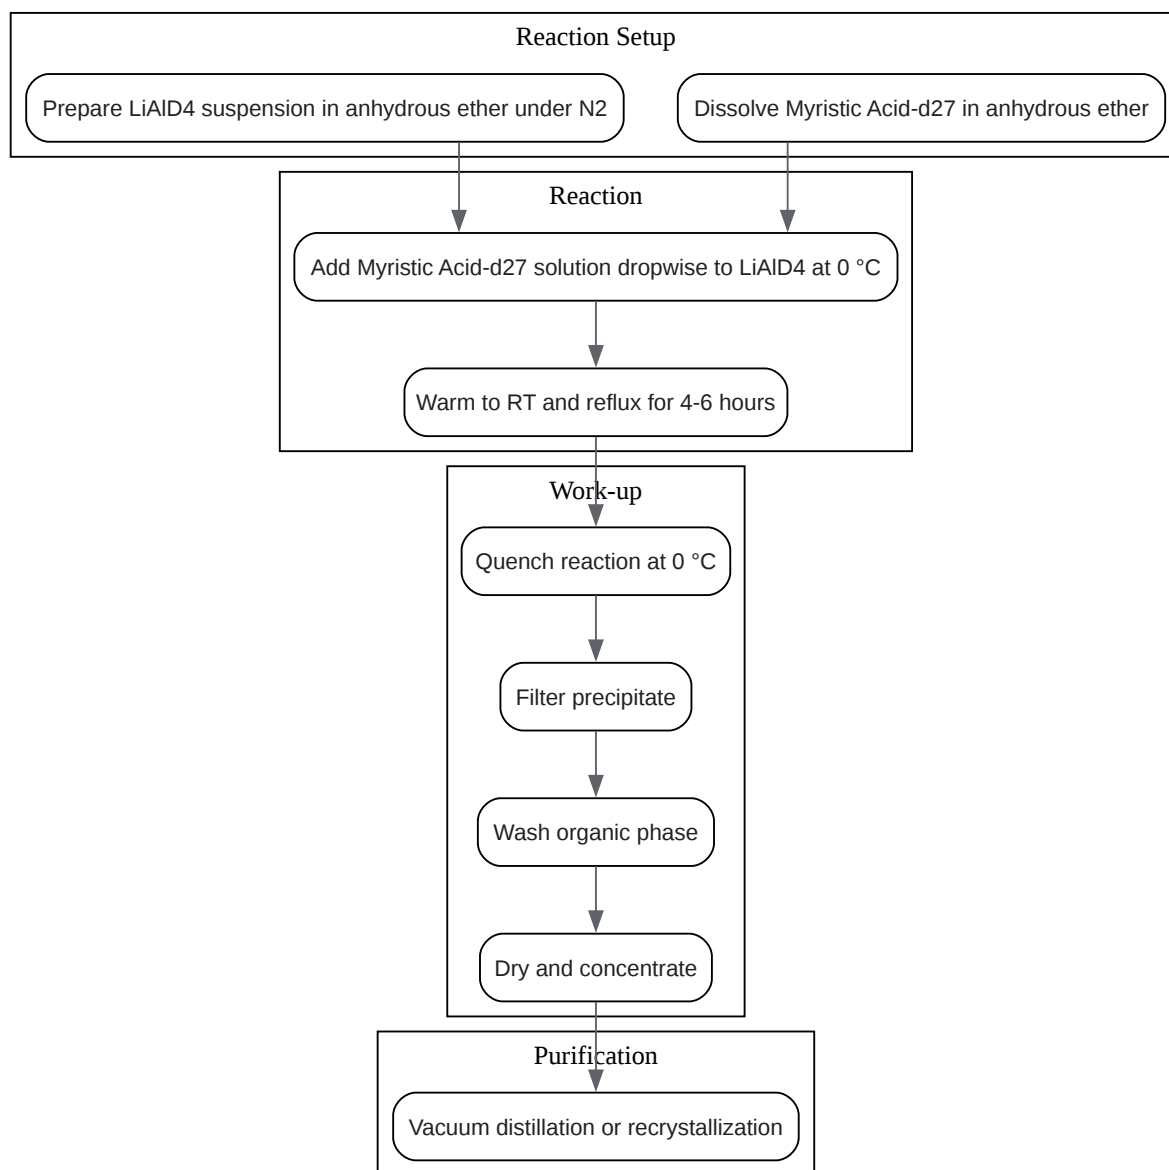 Reaction Setup
Prepare LiAlD4 suspension in anhydrous ether under N2
Dissolve Myristic Acid-d27 in anhydrous ether
Reaction
Add Myristic Acid-d27 solution dropwise to LiAlD4 at 0 °C
Warm to RT and reflux for 4-6 hours
Work-up
Quench reaction at 0 °C
Filter precipitate
Wash organic phase
Dry and concentrate
Purification
Vacuum distillation or recrystallization